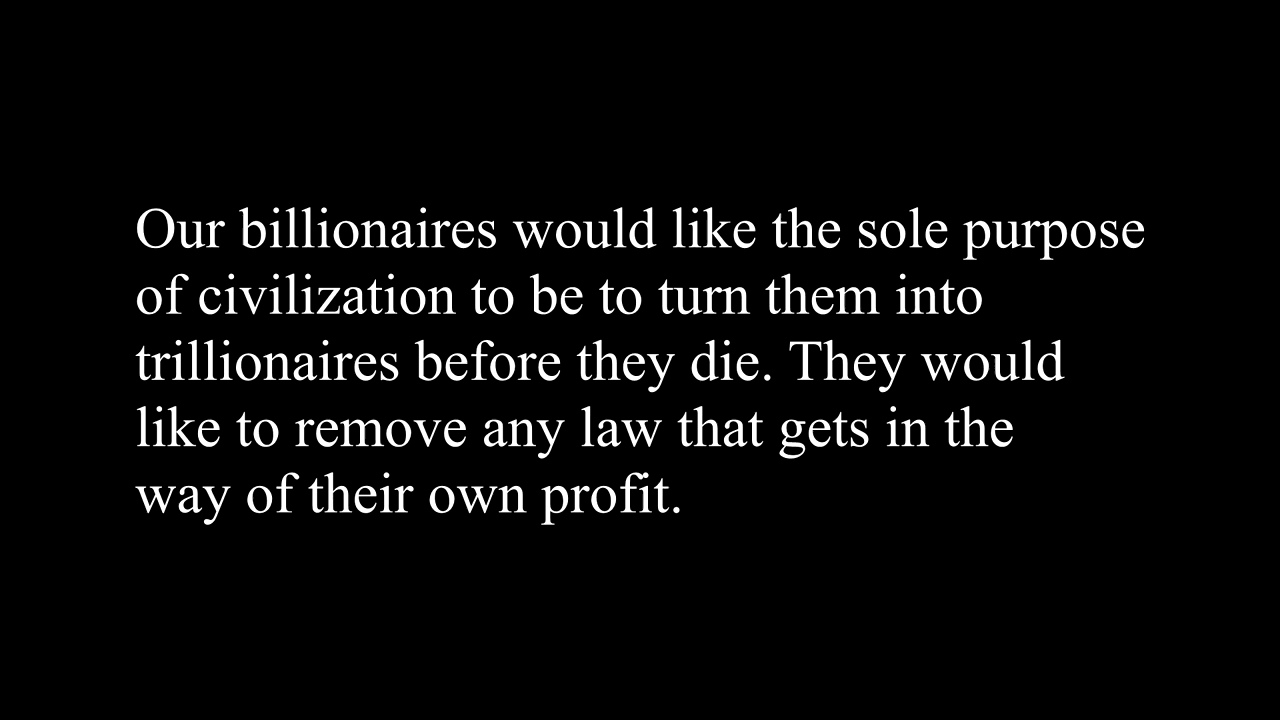 Our billionaires would like the sole purpose
of civilization to be to turn them into
trillionaires before they die. They would
like to remove any law that gets in the
way of their own profit.